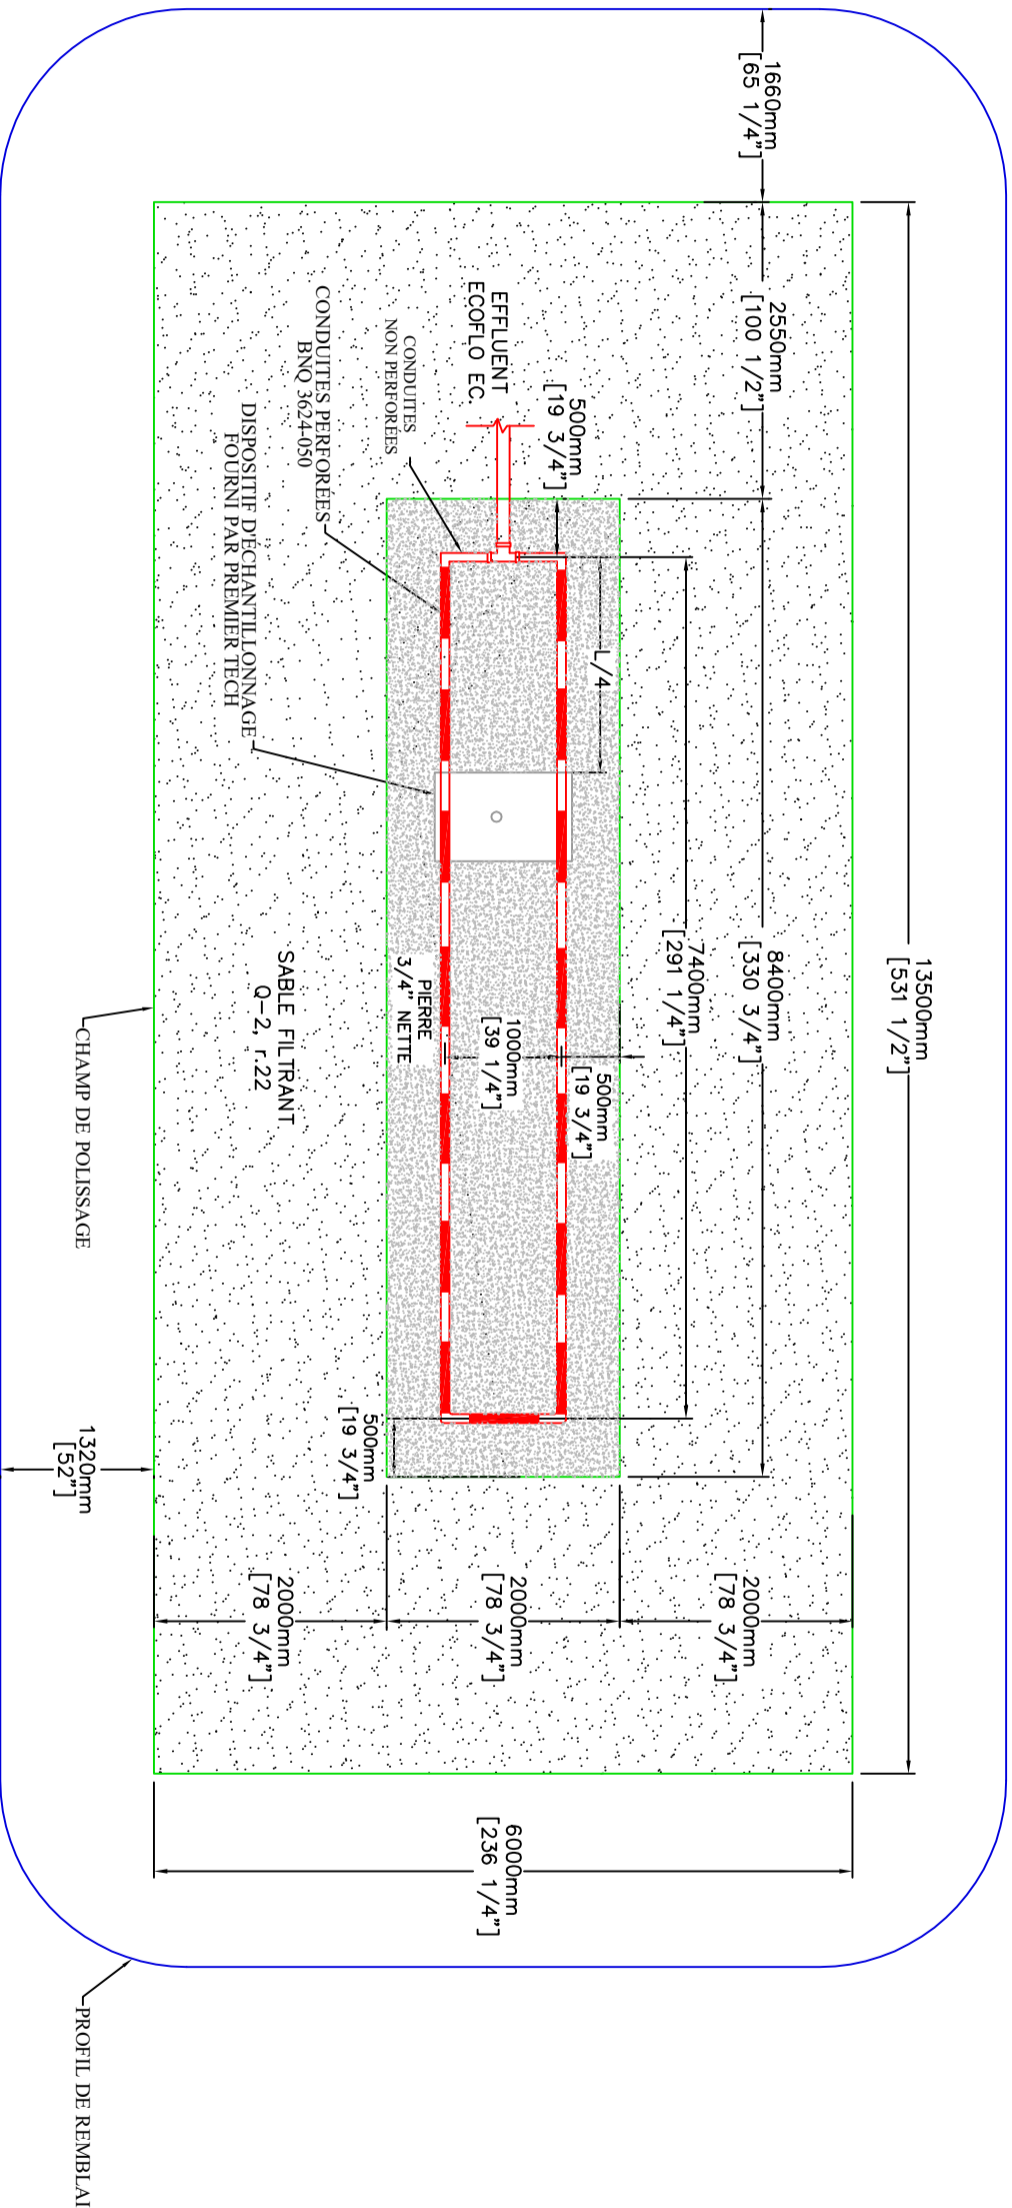 13500mm
[531 1/2"]
1660mm
[65 1/4"]
2550mm
[100 1/2"]
8400mm
[330 3/4"]
7400mm
[291 1/4"]
500mm
[19 3/4"]
L/4
EFFLUENT
ECOFLO EC.
CONDUITES
NON PERFORÉES
CONDUITES PERFORÉES
BNQ 3624-050
DISPOSITIF D'ÉCHANTILLONNAGE
FOURNI PAR PREMIER TECH
500mm
[19 3/4"]
1000mm
[39 1/4"]
PIERRE
3/4" NETTE
SABLE FILTRANT
Q-2, r.22
500mm
[19 3/4"]
2000mm
[78 3/4"]
2000mm
[78 3/4"]
2000mm
[78 3/4"]
6000mm
[236 1/4"]
1320mm
[52"]
CHAMP DE POLISSAGE
PROFIL DE REMBLAI